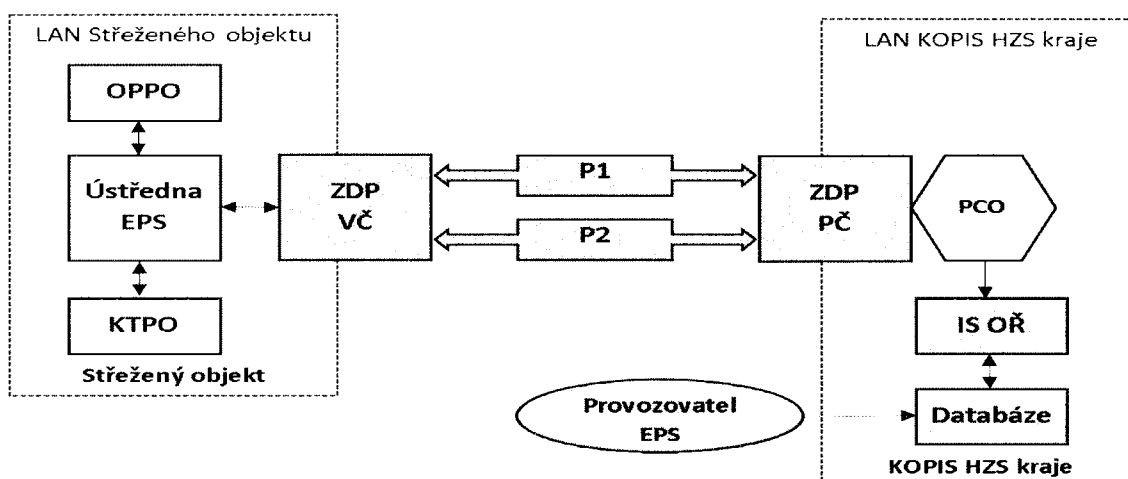 LAN Střeženého objektu
LAN KOPIS HZS kraje
OPPO
Ústředna
EPS
ZDP
VČ
P1
P2
ZDP
PČ
PCO
KTPO
IS OŘ
Střežený objekt
Provozovatel
EPS
Databáze
KOPIS HZS kraje